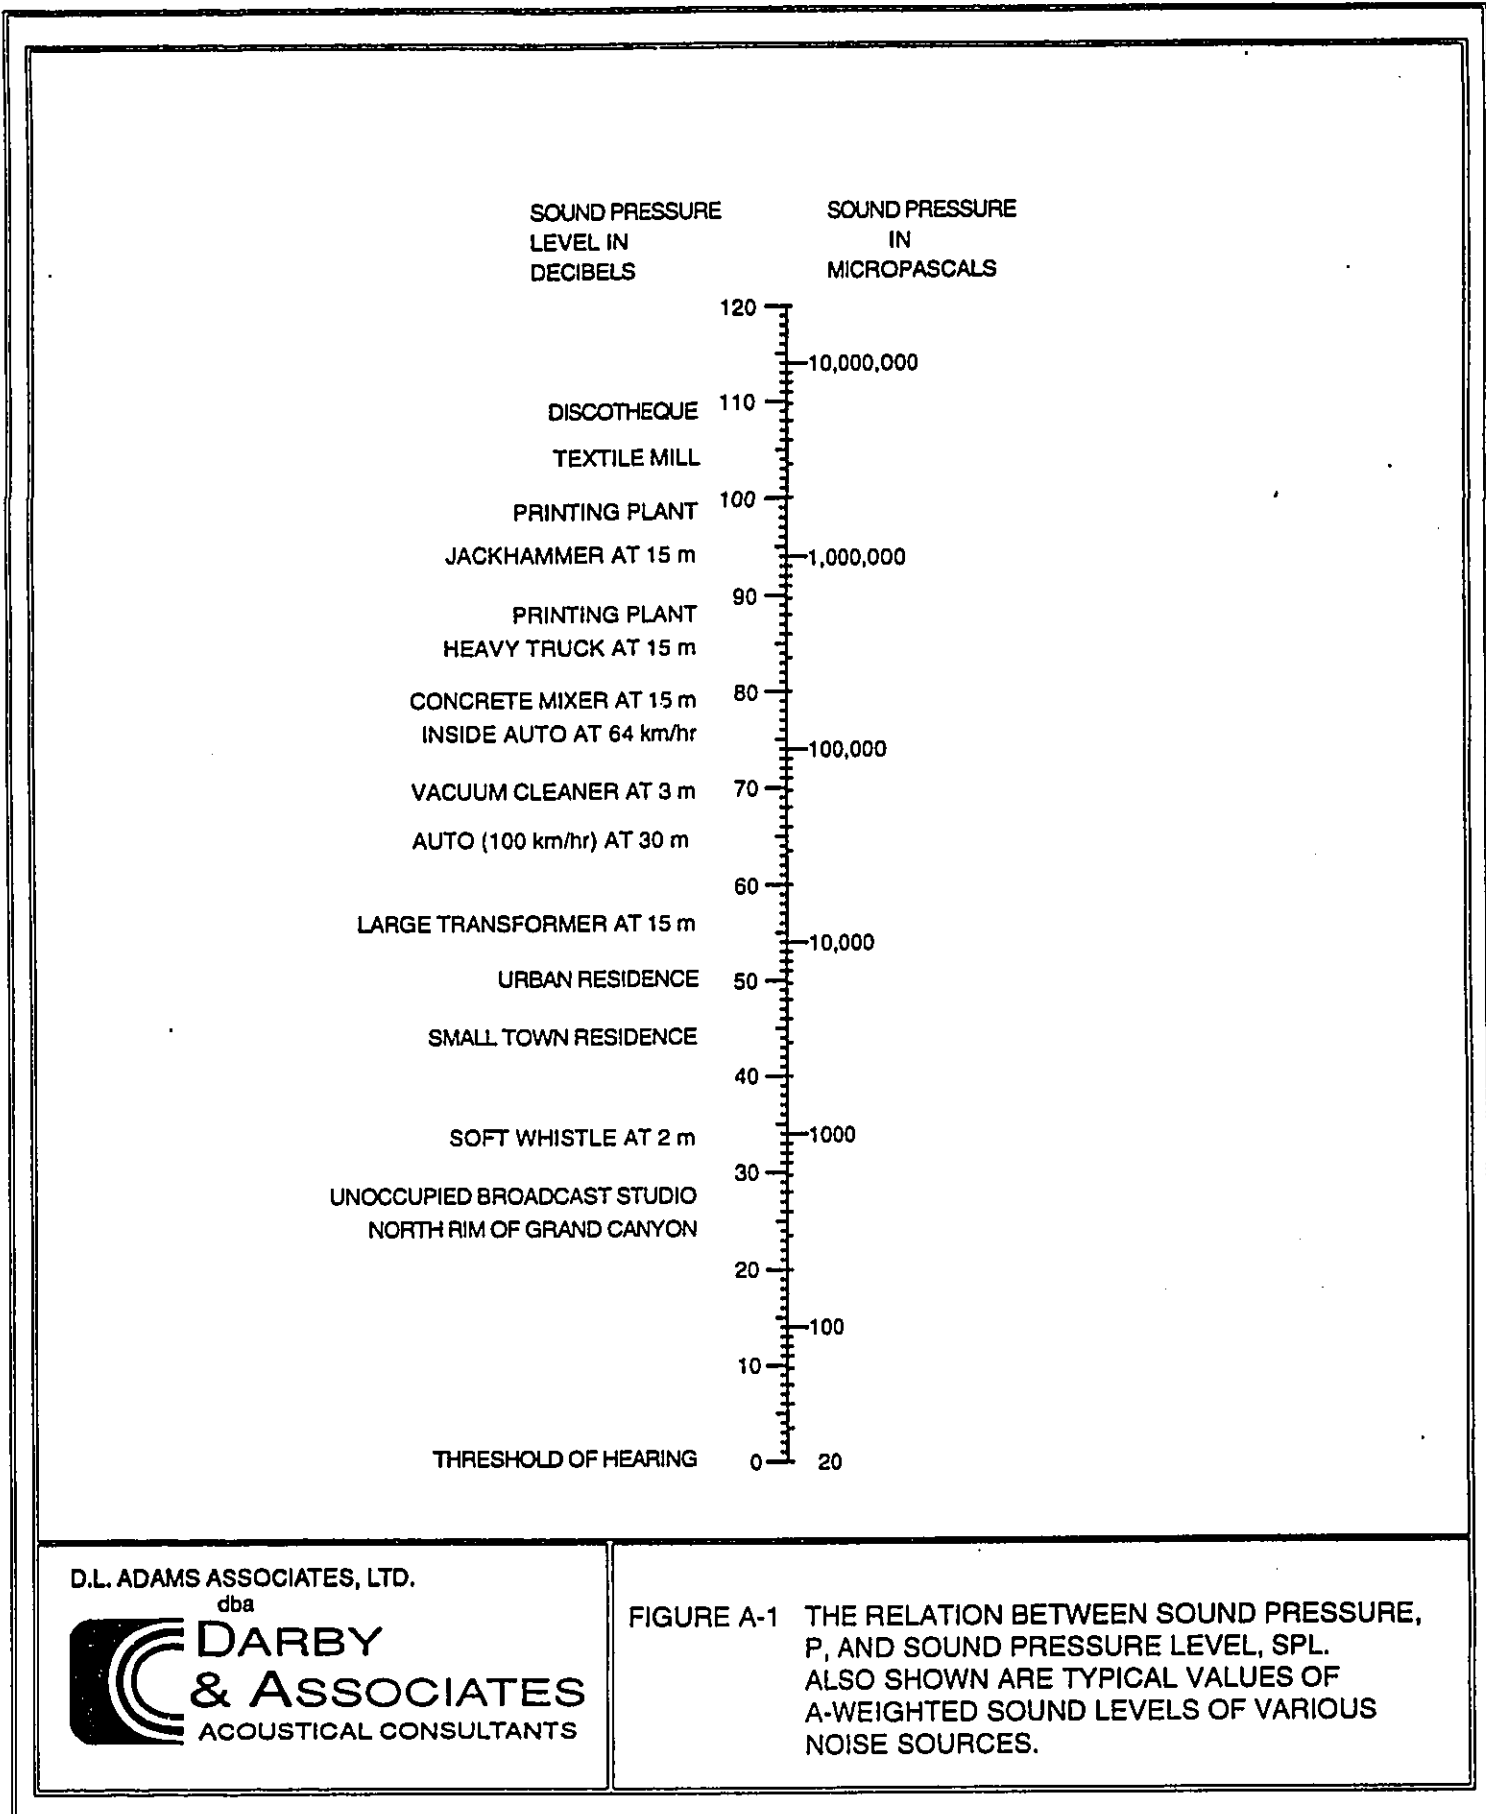 SOUND PRESSURE
LEVEL IN
DECIBELS
SOUND PRESSURE
IN
MICROPASCALS
120
10,000,000
DISCOTHEQUE 110
TEXTILE MILL
PRINTING PLANT 100
JACKHAMMER AT 15 m 1,000,000
90
PRINTING PLANT
HEAVY TRUCK AT 15 m
CONCRETE MIXER AT 15 m 80
INSIDE AUTO AT 64 km/hr 100,000
VACUUM CLEANER AT 3 m 70
AUTO (100 km/hr) AT 30 m
60
LARGE TRANSFORMER AT 15 m
10,000
URBAN RESIDENCE 50
SMALL TOWN RESIDENCE
40
SOFT WHISTLE AT 2 m 1000
30
UNOCCUPIED BROADCAST STUDIO
NORTH RIM OF GRAND CANYON
20
100
10
THRESHOLD OF HEARING 0 20
D.L. ADAMS ASSOCIATES, LTD.
dba
DARBY
& ASSOCIATES
ACOUSTICAL CONSULTANTS
FIGURE A-1 THE RELATION BETWEEN SOUND PRESSURE,
P, AND SOUND PRESSURE LEVEL, SPL.
ALSO SHOWN ARE TYPICAL VALUES OF
A-WEIGHTED SOUND LEVELS OF VARIOUS
NOISE SOURCES.